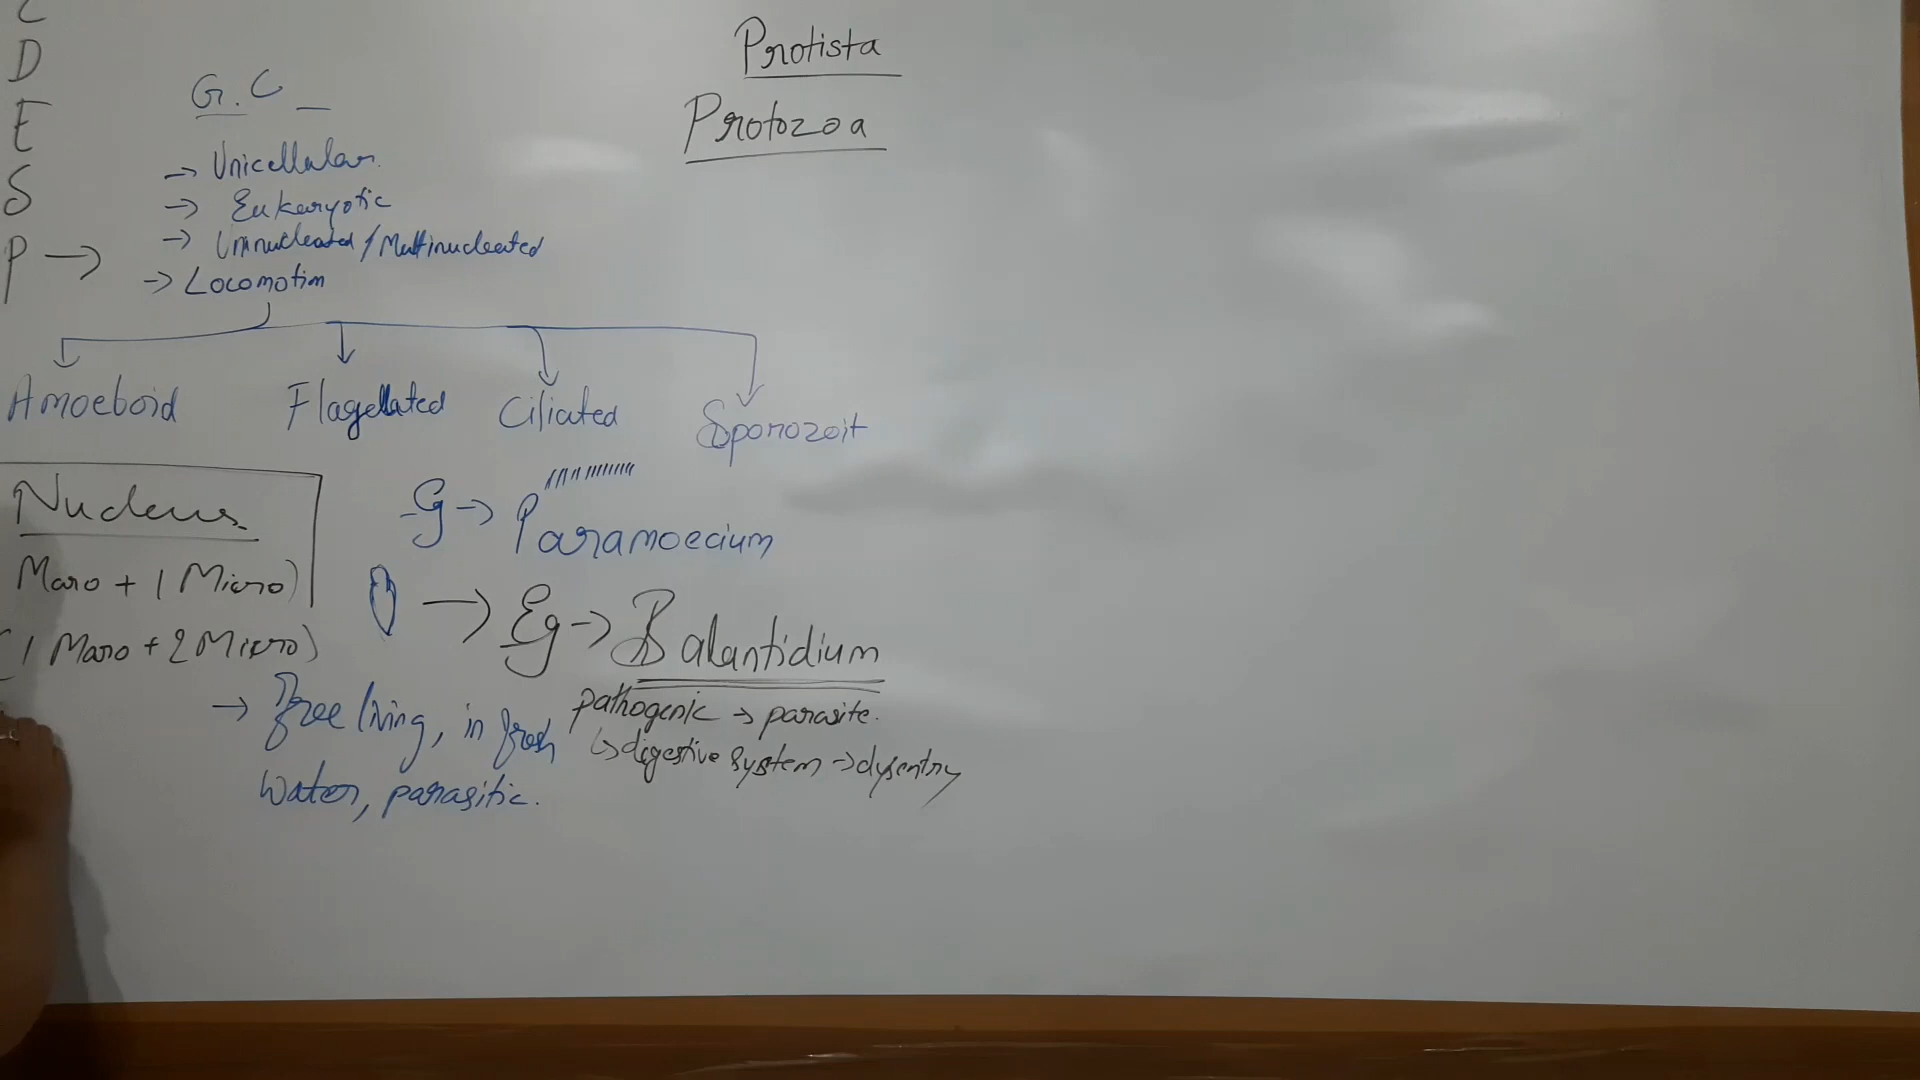 Protista
Protozoa
C
D
E
S
P →
G.C _
→ Unicellular.
→ Eukaryotic
→ Uninucleated / Multinucleated
→ Locomotion
Amoeboid Flagellated Ciliated Sporozoit
Nucleus
Maro + 1 Micro)
(1 Maro + 2 Micro)
Eg → Paramoecium
→ Eg → Balantidium
pathogenic → parasite.
↳ digestive system → dysentry
→ Free living, in fresh
water, parasitic.